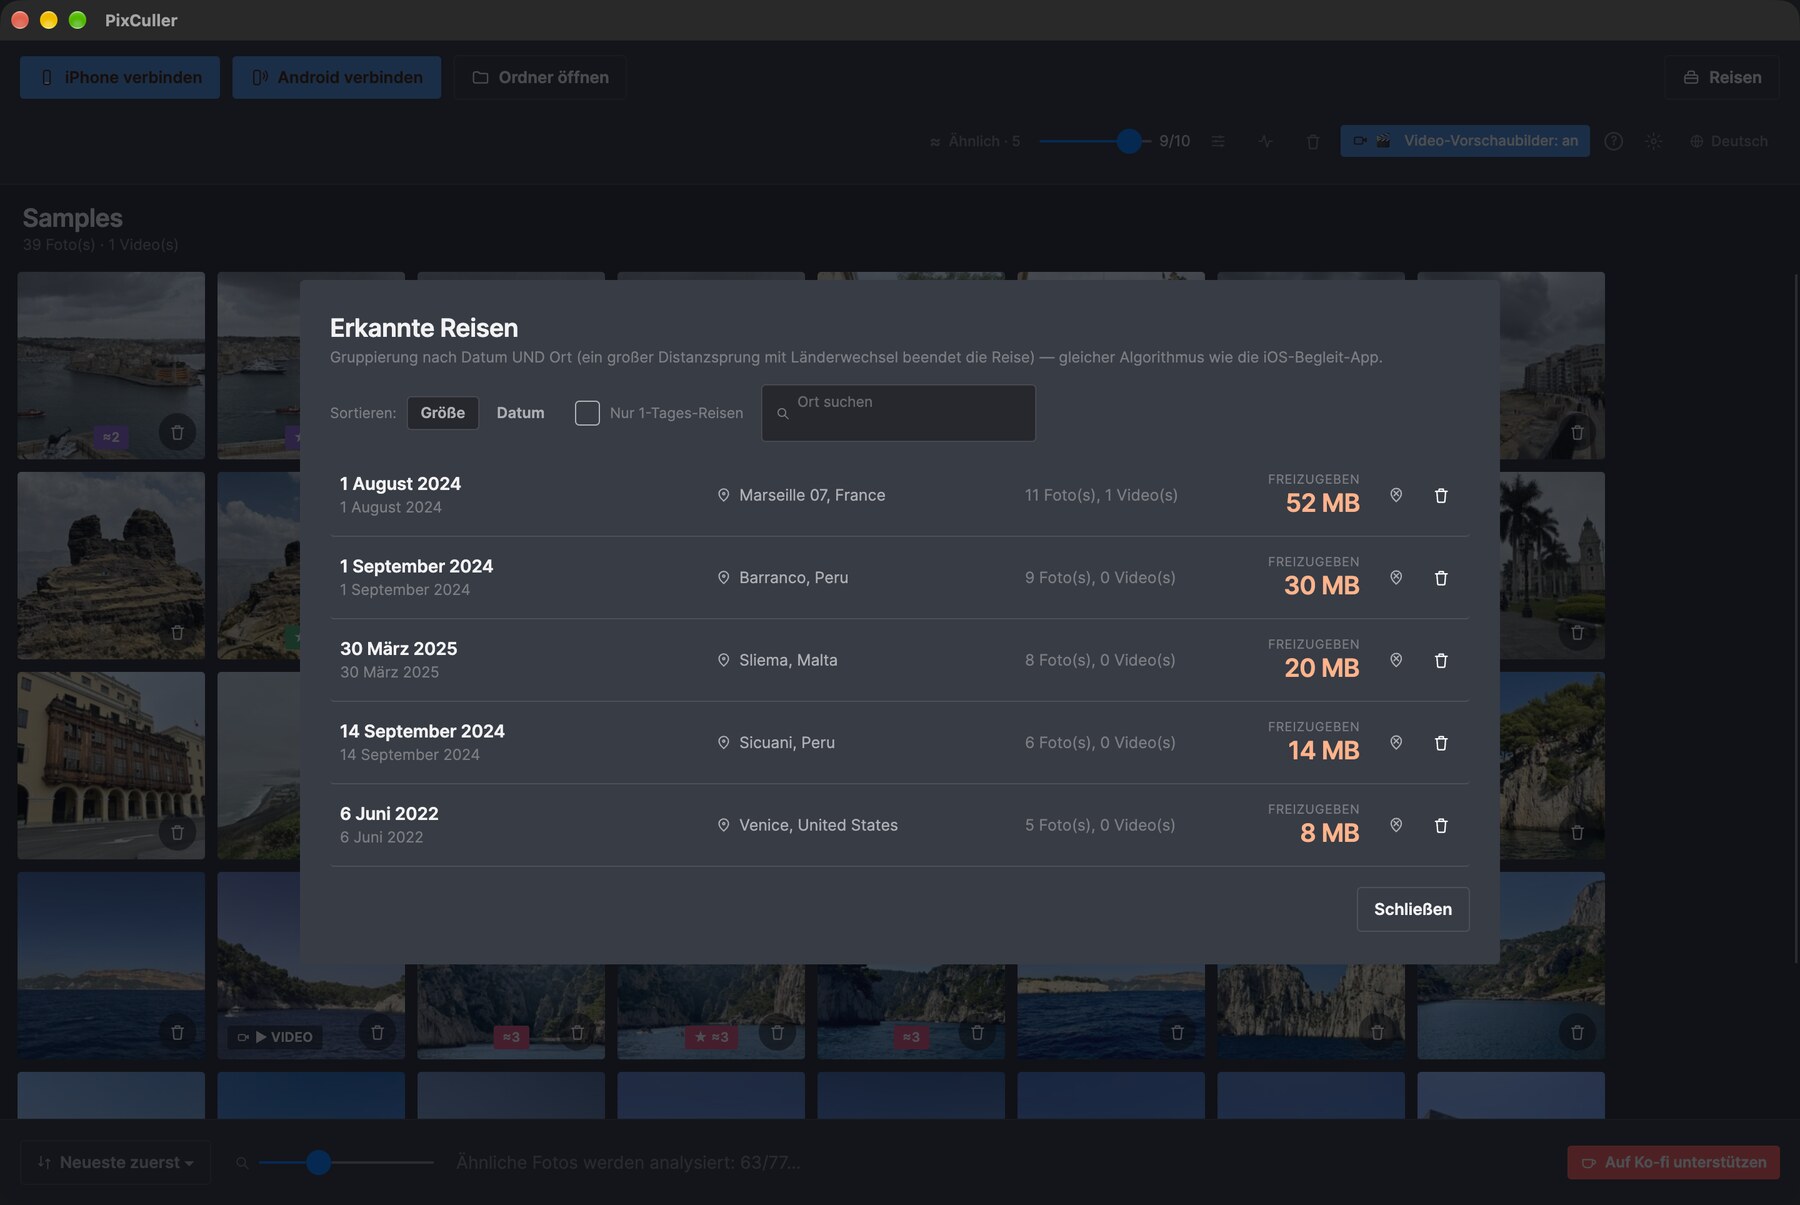 PixCuller
iPhone verbinden
Android verbinden
Ordner öffnen
Reisen
≈ Ähnlich · 5
9/10
Video-Vorschaubilder: an
Deutsch
Samples
39 Foto(s) · 1 Video(s)
≈2
Erkannte Reisen
Gruppierung nach Datum UND Ort (ein großer Distanzsprung mit Länderwechsel beendet die Reise) — gleicher Algorithmus wie die iOS-Begleit-App.
Sortieren:
Größe
Datum
Nur 1-Tages-Reisen
Ort suchen
1 August 2024
1 August 2024
Marseille 07, France
11 Foto(s), 1 Video(s)
FREIZUGEBEN
52 MB
1 September 2024
1 September 2024
Barranco, Peru
9 Foto(s), 0 Video(s)
FREIZUGEBEN
30 MB
30 März 2025
30 März 2025
Sliema, Malta
8 Foto(s), 0 Video(s)
FREIZUGEBEN
20 MB
14 September 2024
14 September 2024
Sicuani, Peru
6 Foto(s), 0 Video(s)
FREIZUGEBEN
14 MB
6 Juni 2022
6 Juni 2022
Venice, United States
5 Foto(s), 0 Video(s)
FREIZUGEBEN
8 MB
Schließen
▶ VIDEO
≈3
★ ≈3
≈3
Neueste zuerst
Ähnliche Fotos werden analysiert: 63/77...
Auf Ko-fi unterstützen